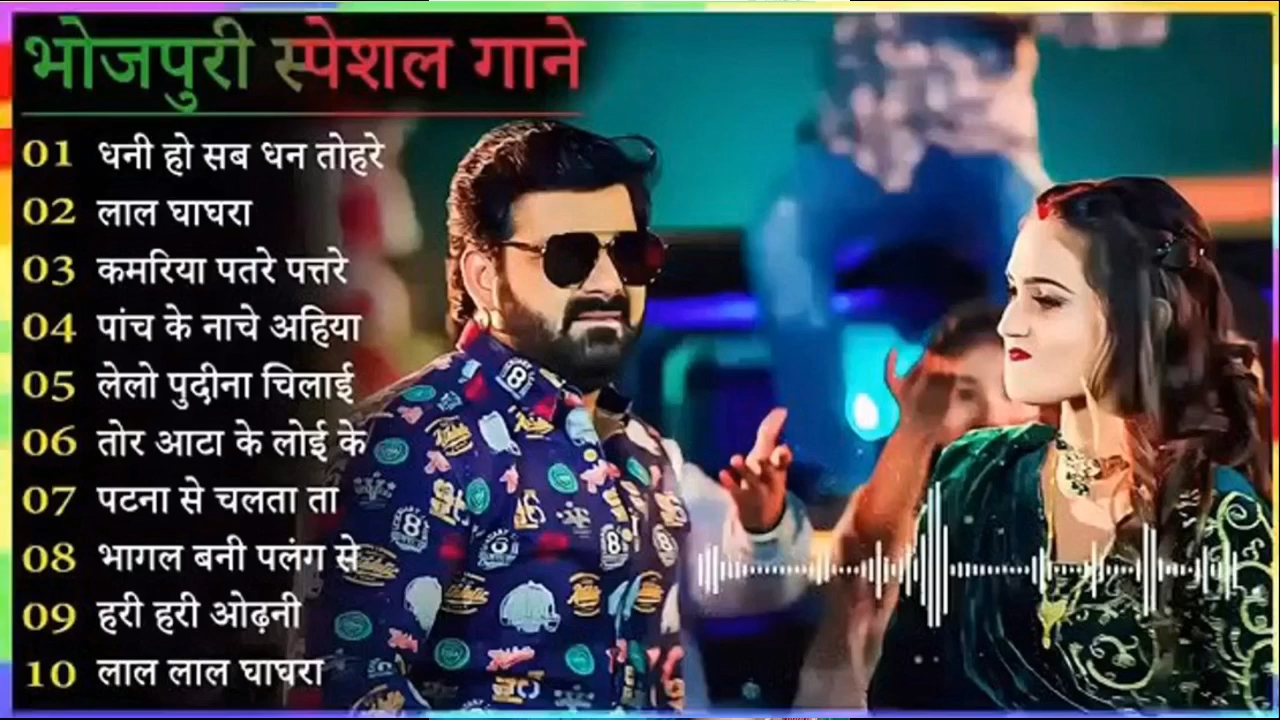 भोजपुरी स्पेशल गाने
01 धनी हो सब धन तोहरे
02 लाल घाघरा
03 कमरिया पतरे पत्तरे
04 पांच के नाचे अहिया
05 लेलो पुदीना चिलाई
06 तोर आटा के लोई के
07 पटना से चलता ता
08 भागल बनी पलंग से
09 हरी हरी ओढ़नी
10 लाल लाल घाघरा